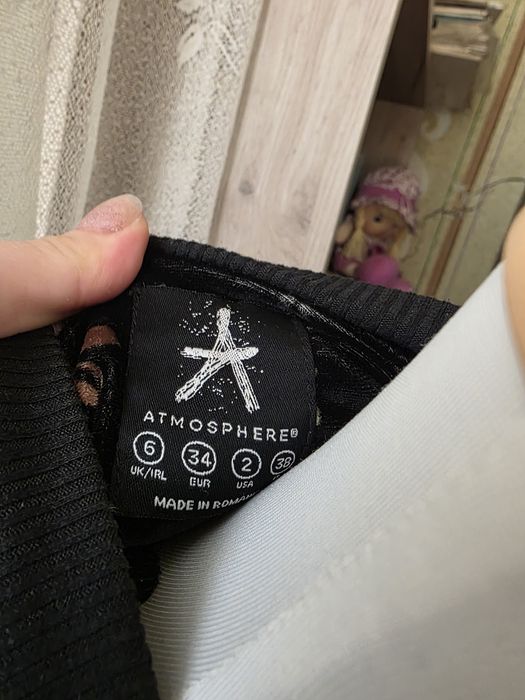 ATMOSPHERE®
6 34 2 38
UK/IRL EUR USA
MADE IN